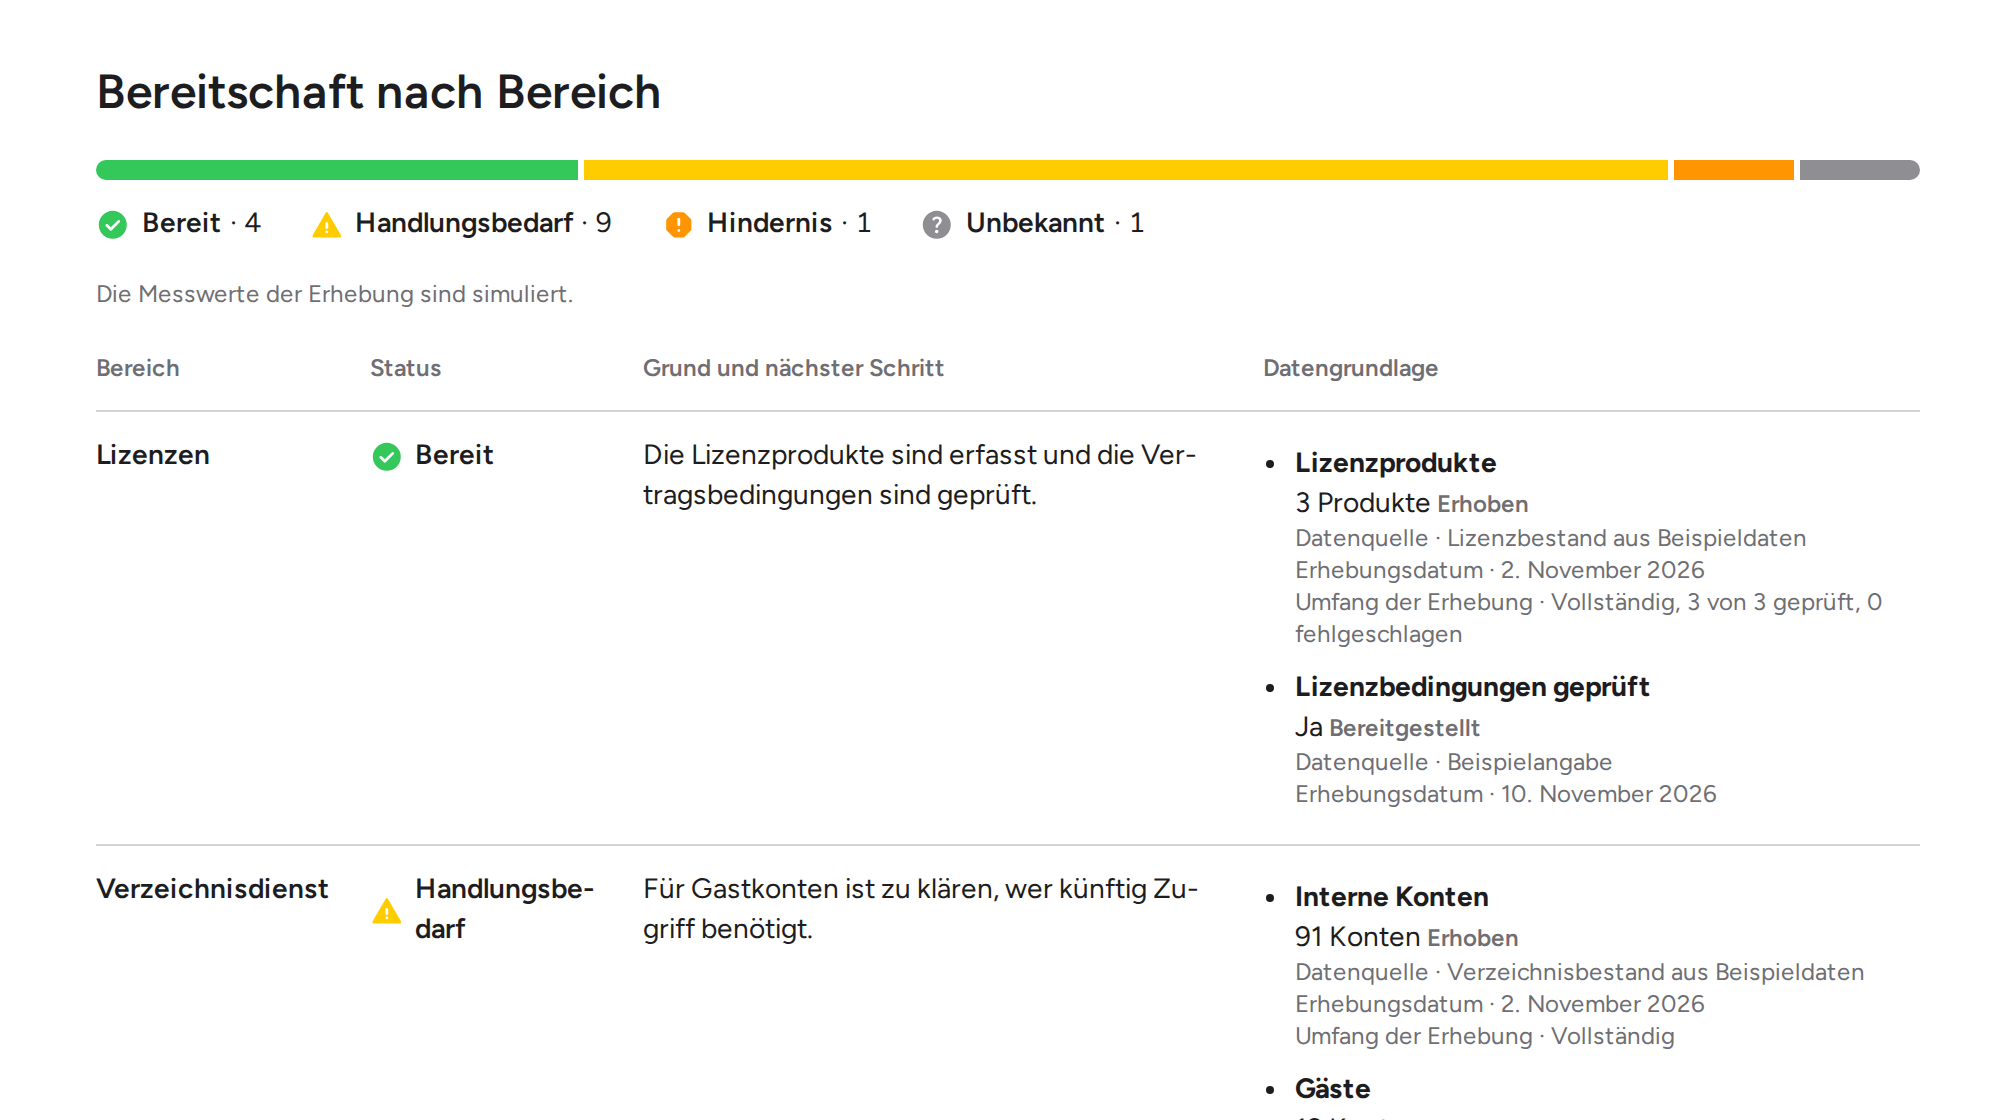 Bereitschaft nach Bereich
Bereit · 4
Handlungsbedarf · 9
Hindernis · 1
Unbekannt · 1
Die Messwerte der Erhebung sind simuliert.
Bereich
Status
Grund und nächster Schritt
Datengrundlage
Lizenzen
Bereit
Die Lizenzprodukte sind erfasst und die Ver-
tragsbedingungen sind geprüft.
• Lizenzprodukte
3 Produkte Erhoben
Datenquelle · Lizenzbestand aus Beispieldaten
Erhebungsdatum · 2. November 2026
Umfang der Erhebung · Vollständig, 3 von 3 geprüft, 0
fehlgeschlagen
• Lizenzbedingungen geprüft
Ja Bereitgestellt
Datenquelle · Beispielangabe
Erhebungsdatum · 10. November 2026
Verzeichnisdienst
Handlungsbe-
darf
Für Gastkonten ist zu klären, wer künftig Zu-
griff benötigt.
• Interne Konten
91 Konten Erhoben
Datenquelle · Verzeichnisbestand aus Beispieldaten
Erhebungsdatum · 2. November 2026
Umfang der Erhebung · Vollständig
• Gäste